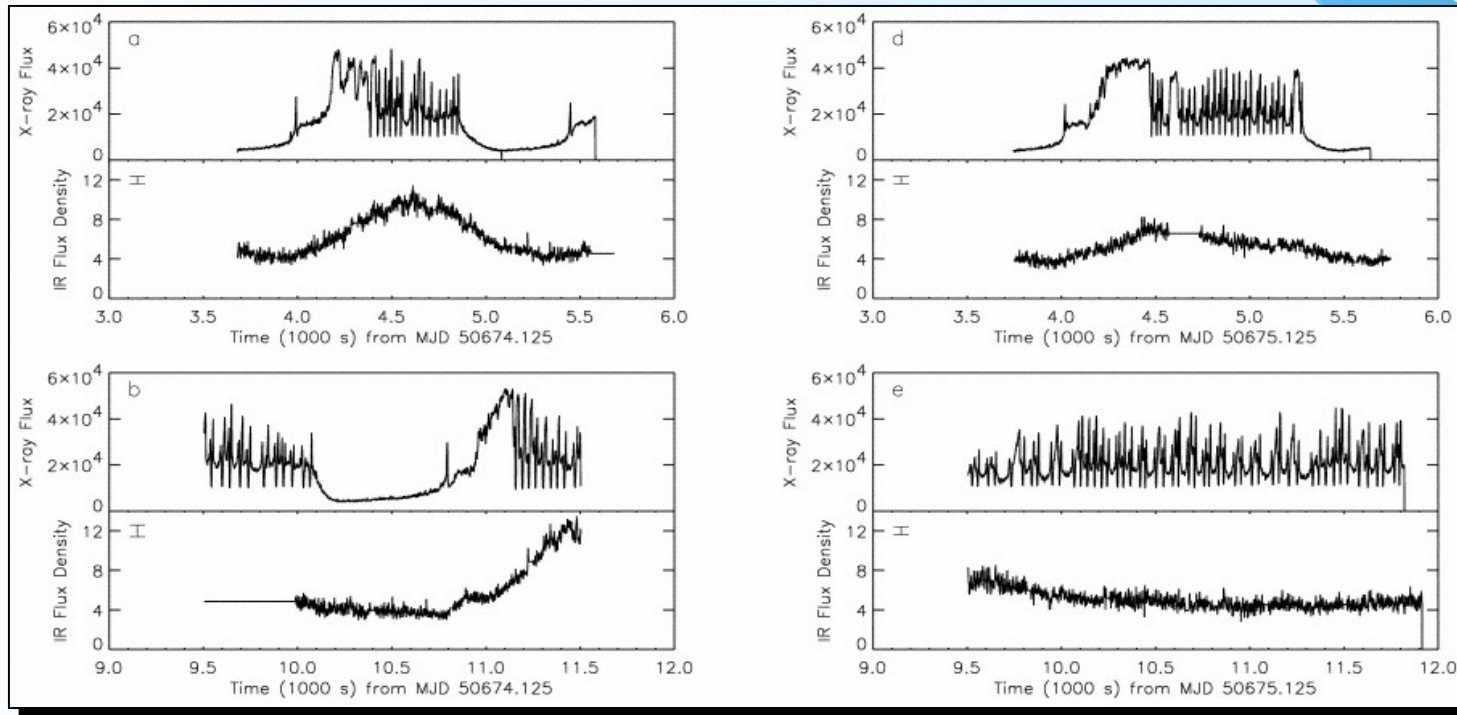 a
X-ray Flux
6×10⁴
4×10⁴
2×10⁴
0
IR Flux Density
12
8
4
0
3.0 3.5 4.0 4.5 5.0 5.5 6.0
Time (1000 s) from MJD 50674.125
d
X-ray Flux
6×10⁴
4×10⁴
2×10⁴
0
IR Flux Density
12
8
4
0
3.0 3.5 4.0 4.5 5.0 5.5 6.0
Time (1000 s) from MJD 50675.125
b
X-ray Flux
6×10⁴
4×10⁴
2×10⁴
0
IR Flux Density
12
8
4
0
9.0 9.5 10.0 10.5 11.0 11.5 12.0
Time (1000 s) from MJD 50674.125
e
X-ray Flux
6×10⁴
4×10⁴
2×10⁴
0
IR Flux Density
12
8
4
0
9.0 9.5 10.0 10.5 11.0 11.5 12.0
Time (1000 s) from MJD 50675.125